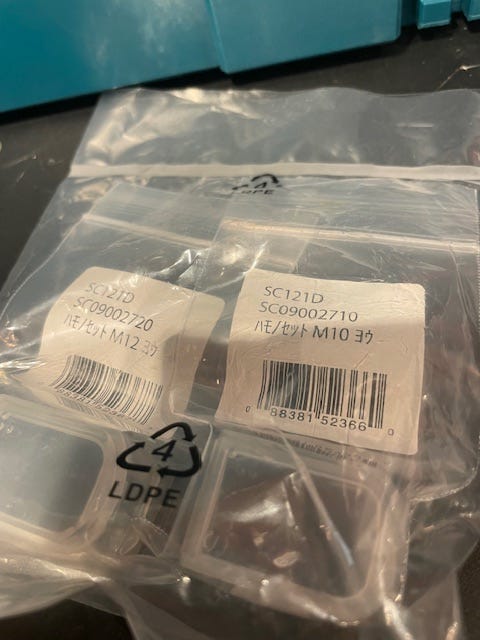 4
LDPE
SC121D
SC09002720
ﾊﾓﾉｾｯﾄ M12 ﾖｳ
SC121D
SC09002710
ﾊﾓﾉｾｯﾄ M10 ﾖｳ
0 88381 52366 0
4
LDPE